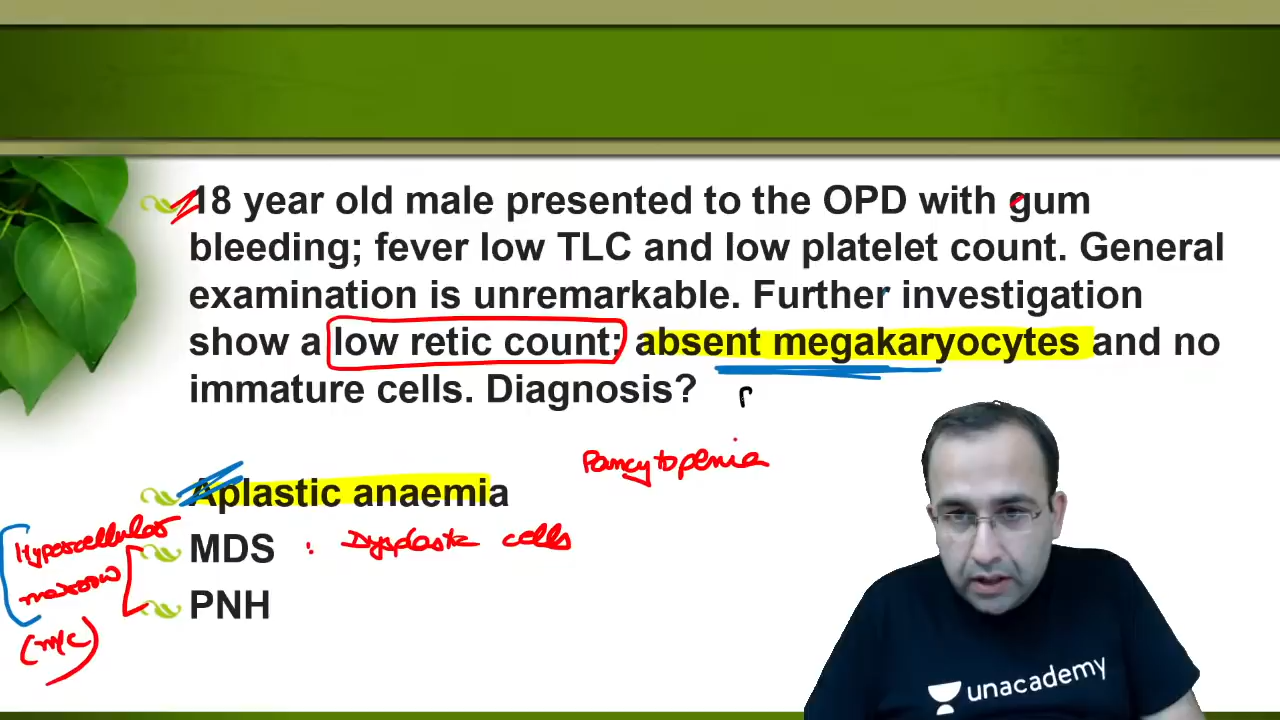 18 year old male presented to the OPD with gum
bleeding; fever low TLC and low platelet count. General
examination is unremarkable. Further investigation
show a low retic count; absent megakaryocytes and no
immature cells. Diagnosis?
Pancytopenia
Aplastic anaemia
MDS : Dysplastic cells
PNH
marrow
(m/c)
unacademy